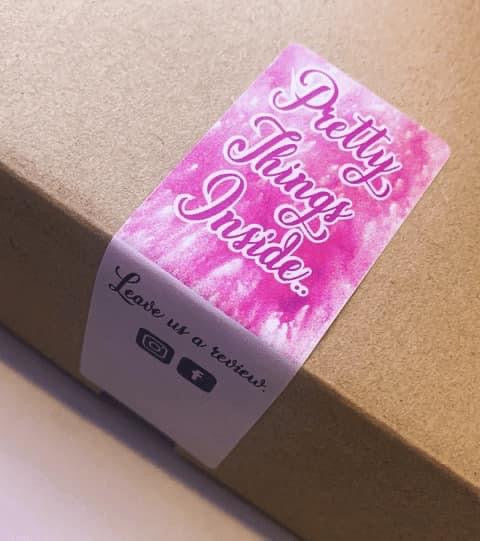 Pretty
Things
Inside..
Leave us a review.